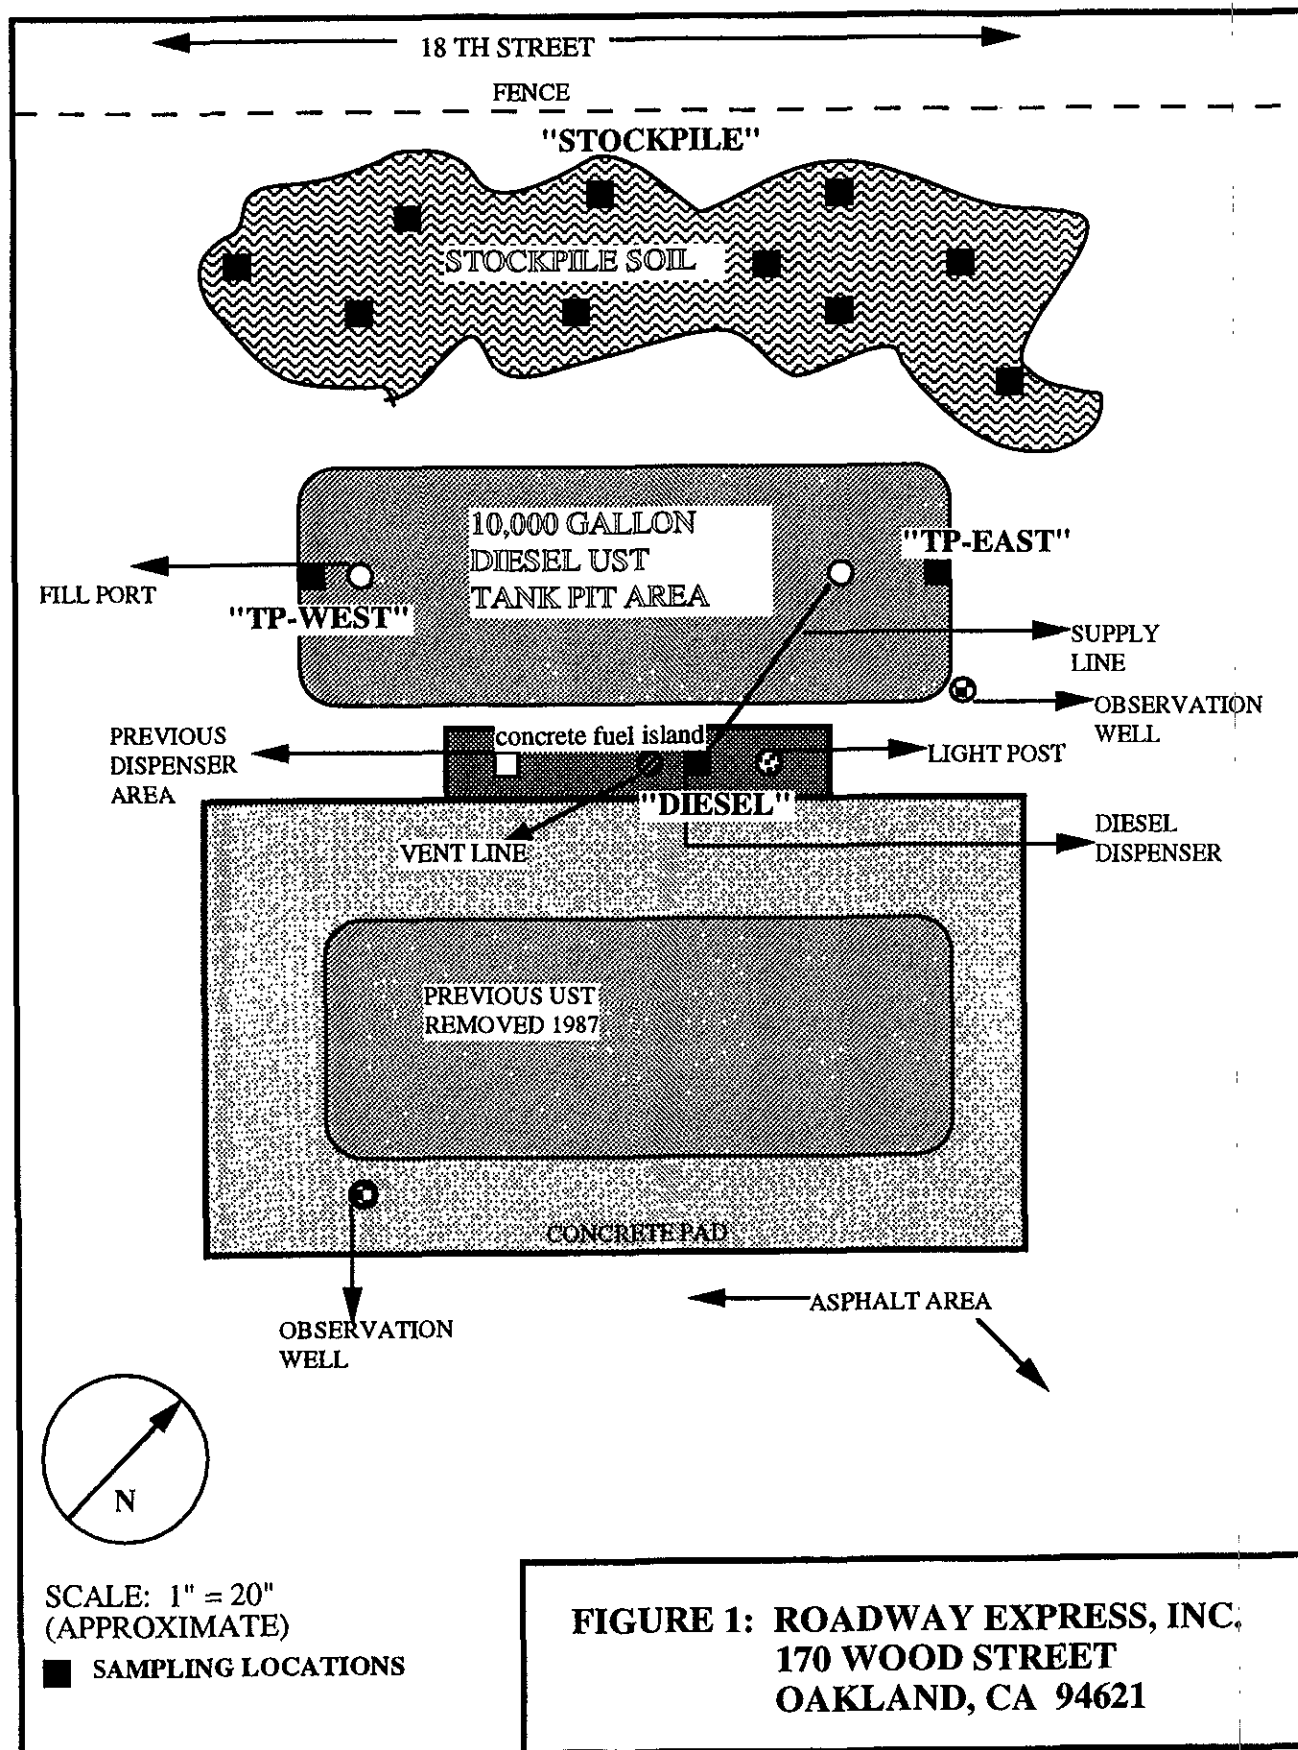 18 TH STREET
FENCE
"STOCKPILE"
STOCKPILE SOIL
10,000 GALLON
DIESEL UST
TANK PIT AREA
"TP-EAST"
FILL PORT
"TP-WEST"
SUPPLY
LINE
OBSERVATION
WELL
PREVIOUS
DISPENSER
AREA
concrete fuel island
LIGHT POST
"DIESEL"
VENT LINE
DIESEL
DISPENSER
PREVIOUS UST
REMOVED 1987
CONCRETE PAD
ASPHALT AREA
OBSERVATION
WELL
N
SCALE: 1" = 20"
(APPROXIMATE)
SAMPLING LOCATIONS
FIGURE 1: ROADWAY EXPRESS, INC.
170 WOOD STREET
OAKLAND, CA 94621